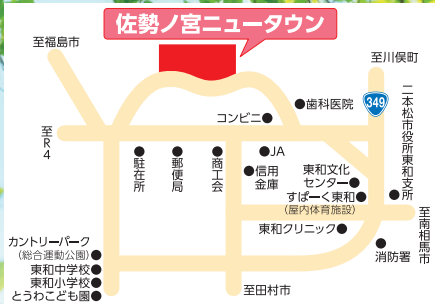 佐勢ノ宮ニュータウン
至福島市
至川俣町
歯科医院
349
コンビニ
至R4
二本松市役所東和支所
駐在所
郵便局
商工会
JA
信用
金庫
東和文化
センター
すぱーく東和
(屋内体育施設)
至南相馬市
東和クリニック
消防署
カントリーパーク
(総合運動公園)
東和中学校
東和小学校
とうわこども園
至田村市